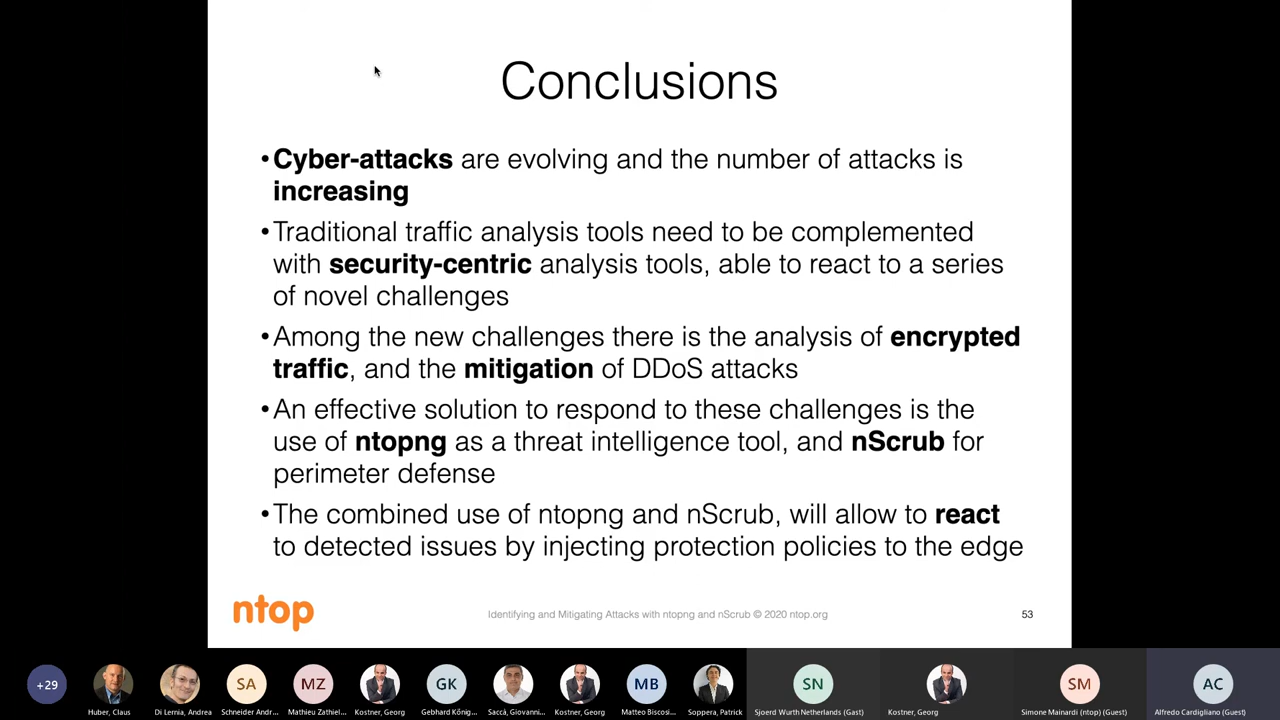 Conclusions
•Cyber-attacks are evolving and the number of attacks is
increasing
•Traditional traffic analysis tools need to be complemented
with security-centric analysis tools, able to react to a series
of novel challenges
•Among the new challenges there is the analysis of encrypted
traffic, and the mitigation of DDoS attacks
•An effective solution to respond to these challenges is the
use of ntopng as a threat intelligence tool, and nScrub for
perimeter defense
•The combined use of ntopng and nScrub, will allow to react
to detected issues by injecting protection policies to the edge
ntop
Identifying and Mitigating Attacks with ntopng and nScrub © 2020 ntop.org
53
+29 SA MZ GK MB SN SM AC
Huber, Claus Di Lernia, Andrea Schneider Andr... Mathieu Zathiel... Kostner, Georg Gebhard König... Saccá, Giovanni... Kostner, Georg Matteo Biscosi... Soppera, Patrick Sjoerd Wurth Netherlands (Gast) Kostner, Georg Simone Mainardi (ntop) (Guest) Alfredo Cardigliano (Guest)